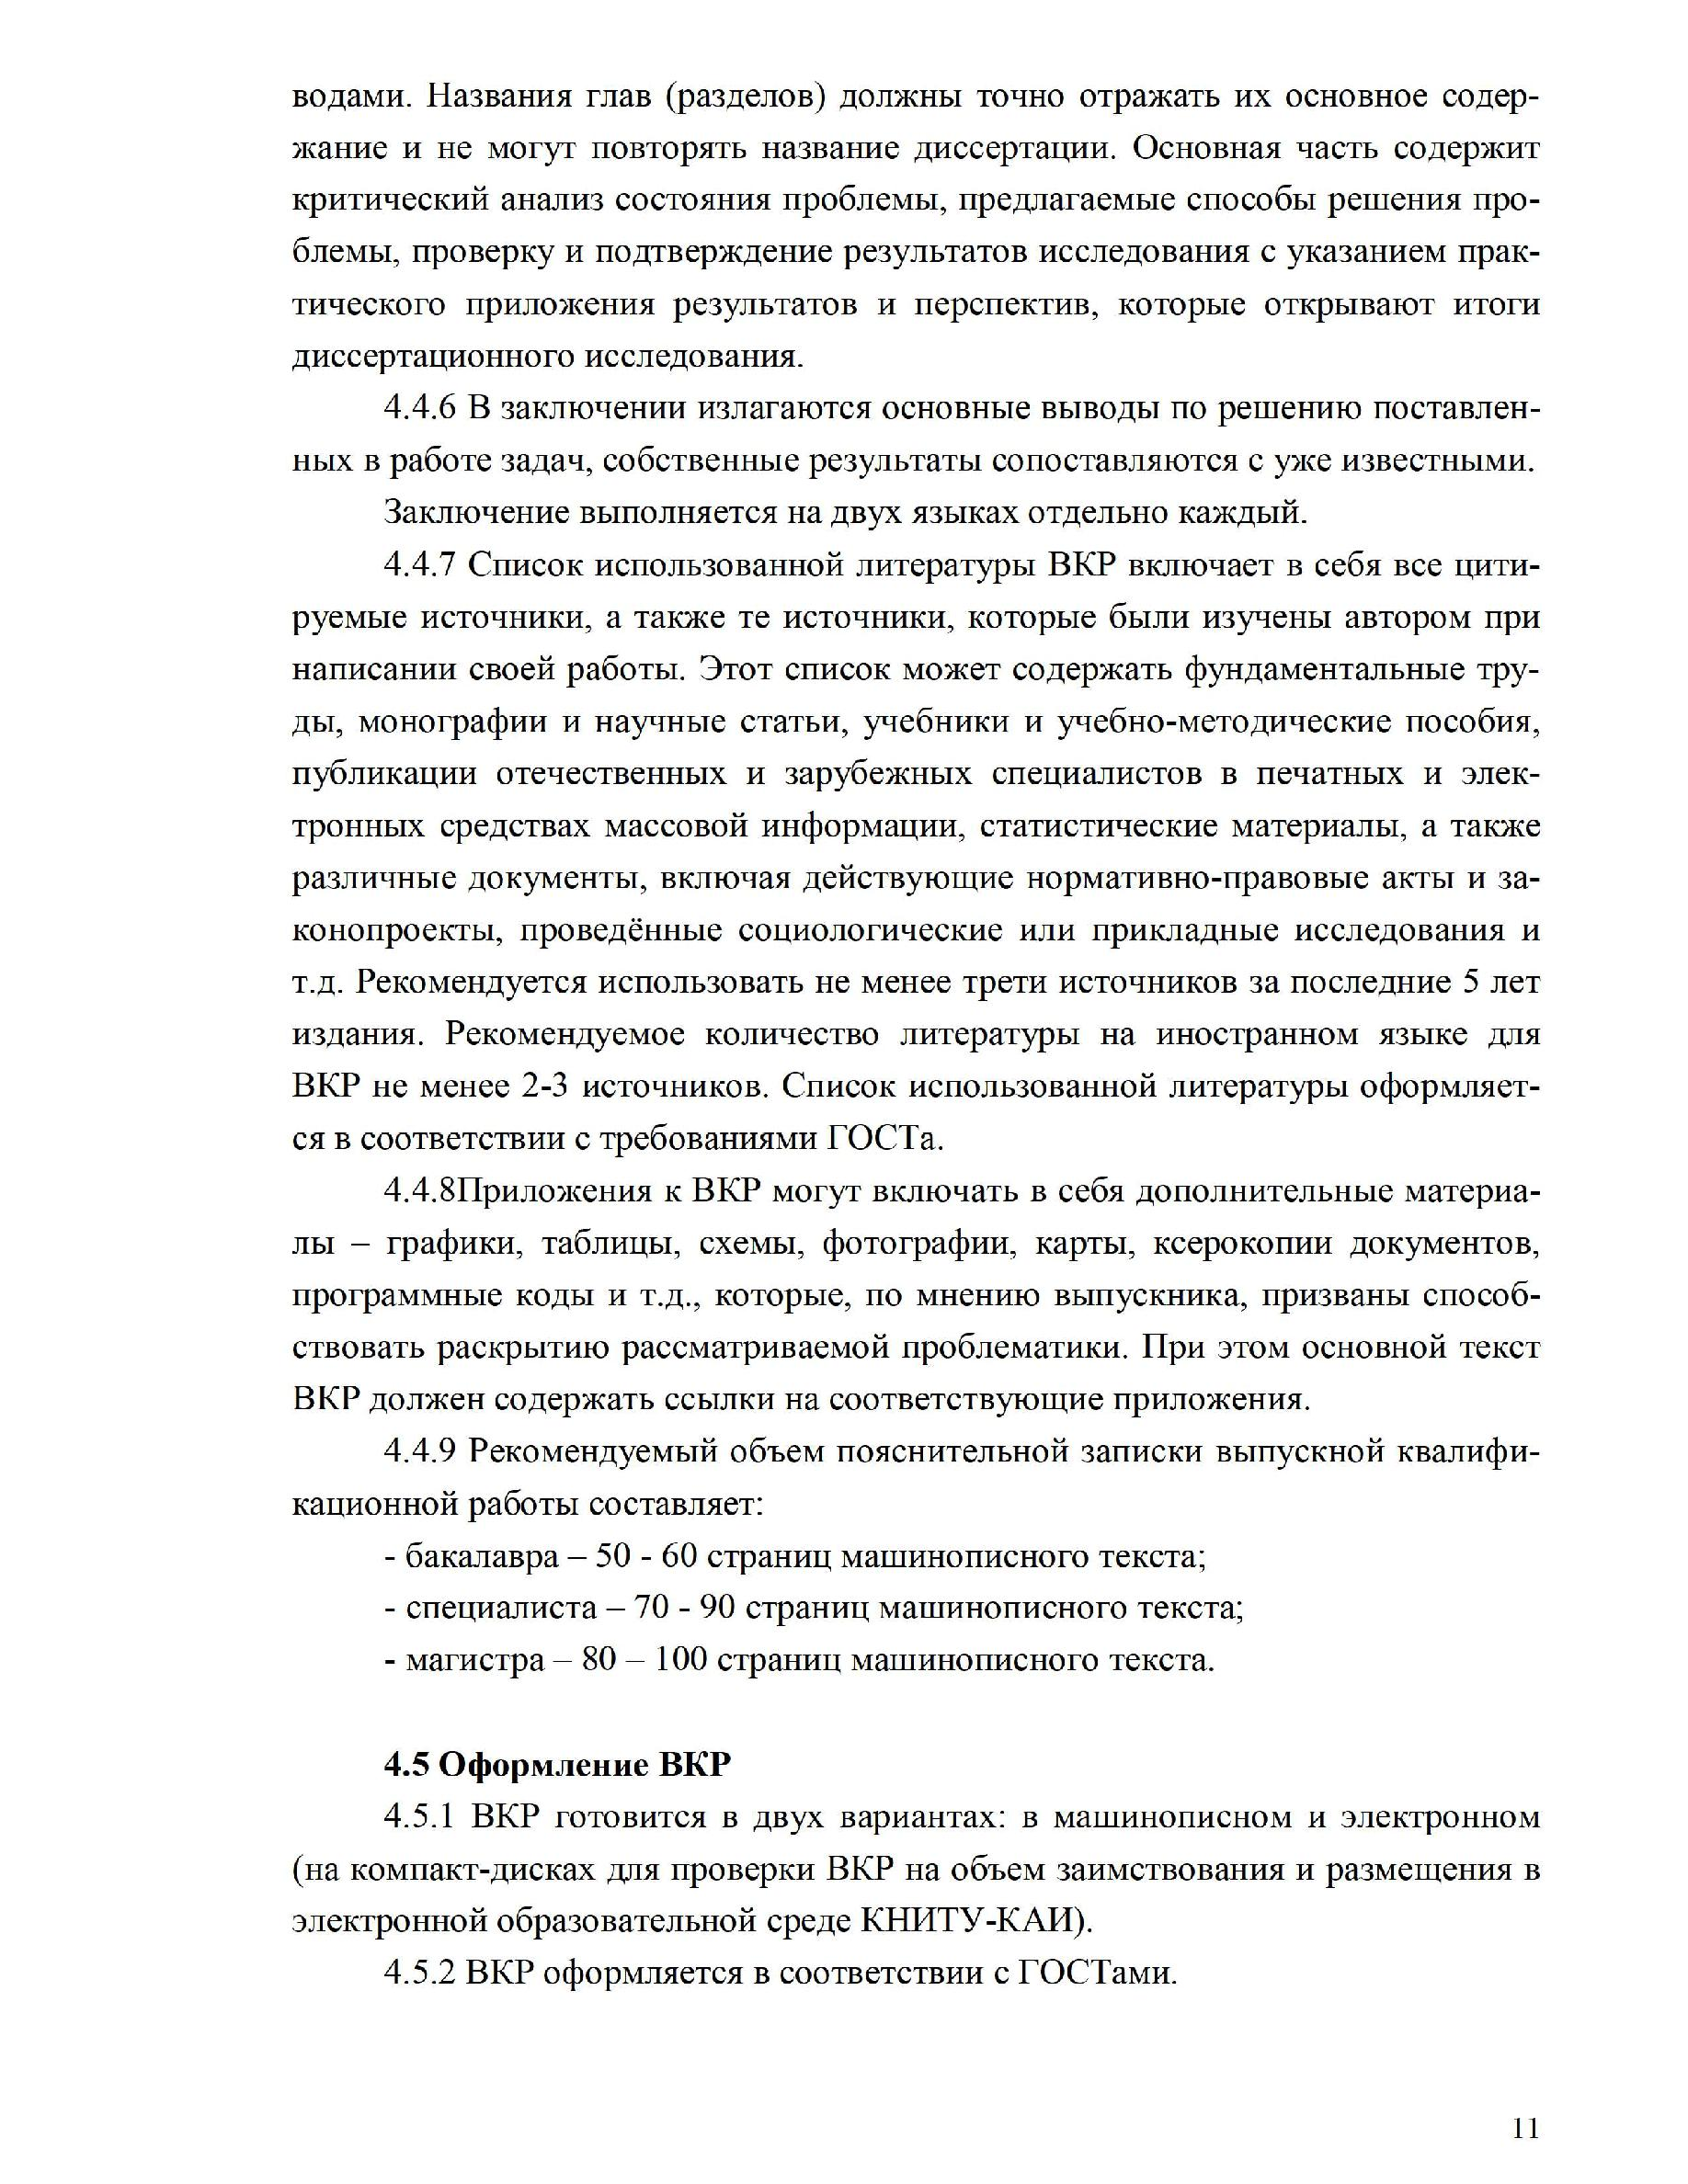 водами. Названия глав (разделов) должны точно отражать их основное содер-
жание и не могут повторять название диссертации. Основная часть содержит
критический анализ состояния проблемы, предлагаемые способы решения про-
блемы, проверку и подтверждение результатов исследования с указанием прак-
тического приложения результатов и перспектив, которые открывают итоги
диссертационного исследования.
4.4.6 В заключении излагаются основные выводы по решению поставлен-
ных в работе задач, собственные результаты сопоставляются с уже известными.
Заключение выполняется на двух языках отдельно каждый.
4.4.7 Список использованной литературы ВКР включает в себя все цити-
руемые источники, а также те источники, которые были изучены автором при
написании своей работы. Этот список может содержать фундаментальные тру-
ды, монографии и научные статьи, учебники и учебно-методические пособия,
публикации отечественных и зарубежных специалистов в печатных и элек-
тронных средствах массовой информации, статистические материалы, а также
различные документы, включая действующие нормативно-правовые акты и за-
конопроекты, проведённые социологические или прикладные исследования и
т.д. Рекомендуется использовать не менее трети источников за последние 5 лет
издания. Рекомендуемое количество литературы на иностранном языке для
ВКР не менее 2-3 источников. Список использованной литературы оформляет-
ся в соответствии с требованиями ГОСТа.
4.4.8Приложения к ВКР могут включать в себя дополнительные материа-
лы – графики, таблицы, схемы, фотографии, карты, ксерокопии документов,
программные коды и т.д., которые, по мнению выпускника, призваны способ-
ствовать раскрытию рассматриваемой проблематики. При этом основной текст
ВКР должен содержать ссылки на соответствующие приложения.
4.4.9 Рекомендуемый объем пояснительной записки выпускной квалифи-
кационной работы составляет:
- бакалавра – 50 - 60 страниц машинописного текста;
- специалиста – 70 - 90 страниц машинописного текста;
- магистра – 80 – 100 страниц машинописного текста.
4.5 Оформление ВКР
4.5.1 ВКР готовится в двух вариантах: в машинописном и электронном
(на компакт-дисках для проверки ВКР на объем заимствования и размещения в
электронной образовательной среде КНИТУ-КАИ).
4.5.2 ВКР оформляется в соответствии с ГОСТами.
11